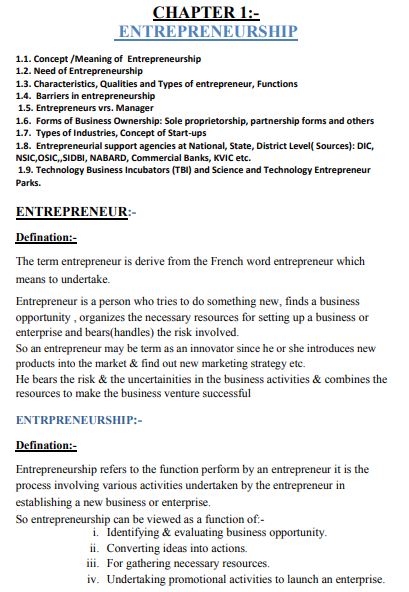 CHAPTER 1:-
ENTREPRENEURSHIP
1.1. Concept /Meaning of Entrepreneurship
1.2. Need of Entrepreneurship
1.3. Characteristics, Qualities and Types of entrepreneur, Functions
1.4. Barriers in entrepreneurship
1.5. Entrepreneurs vrs. Manager
1.6. Forms of Business Ownership: Sole proprietorship, partnership forms and others
1.7. Types of Industries, Concept of Start-ups
1.8. Entrepreneurial support agencies at National, State, District Level( Sources): DIC,
NSIC,OSIC,,SIDBI, NABARD, Commercial Banks, KVIC etc.
1.9. Technology Business Incubators (TBI) and Science and Technology Entrepreneur
Parks.
ENTREPRENEUR:-
Defination:-
The term entrepreneur is derive from the French word entrepreneur which
means to undertake.
Entrepreneur is a person who tries to do something new, finds a business
opportunity , organizes the necessary resources for setting up a business or
enterprise and bears(handles) the risk involved.
So an entrepreneur may be term as an innovator since he or she introduces new
products into the market & find out new marketing strategy etc.
He bears the risk & the uncertainities in the business activities & combines the
resources to make the business venture successful
ENTRPRENEURSHIP:-
Defination:-
Entrepreneurship refers to the function perform by an entrepreneur it is the
process involving various activities undertaken by the entrepreneur in
establishing a new business or enterprise.
So entrepreneurship can be viewed as a function of:-
i. Identifying & evaluating business opportunity.
ii. Converting ideas into actions.
iii. For gathering necessary resources.
iv. Undertaking promotional activities to launch an enterprise.